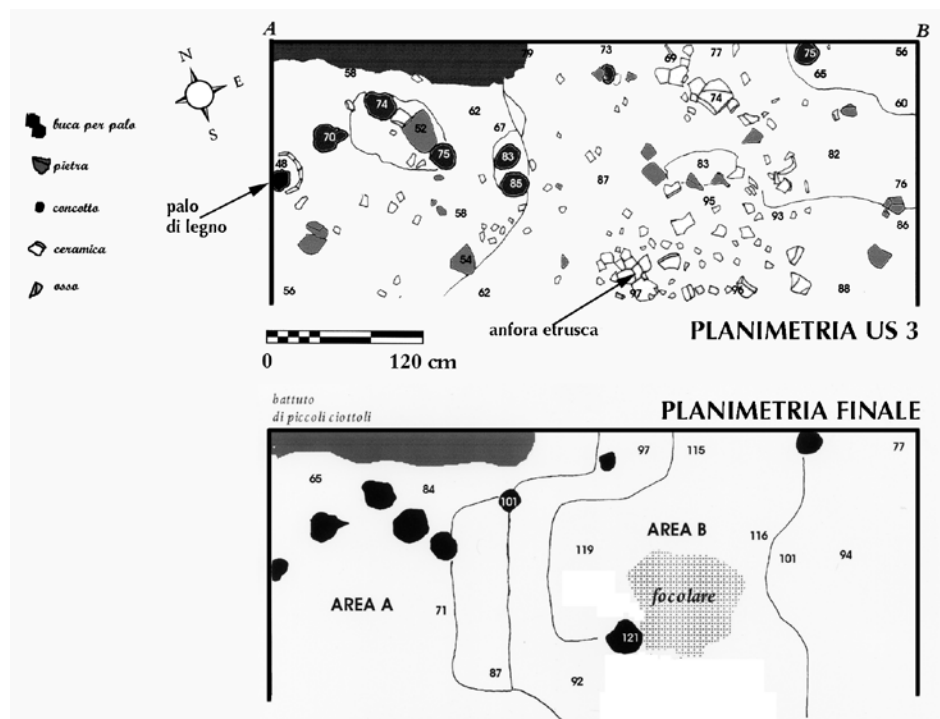 A
B
N
E
S
buca per palo
pietra
concotto
ceramica
osso
palo
di legno
79
73
77
75
56
58
69
65
74
62
74
60
52
67
70
75
83
83
82
48
85
87
76
95
58
93
86
54
56
62
97
96
88
anfora etrusca
PLANIMETRIA US 3
0
120 cm
battuto
di piccoli ciottoli
PLANIMETRIA FINALE
97
115
77
65
84
101
AREA B
116
119
101
94
focolare
AREA A
71
121
87
92